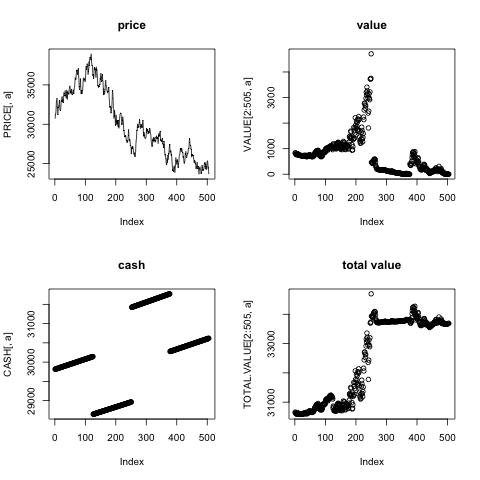 price
PRICE[, a]
25000 30000 35000
0 100 200 300 400 500
Index
value
VALUE[2:505, a]
0 1000 3000
0 100 200 300 400 500
Index
cash
CASH[, a]
29000 30000 31000
0 100 200 300 400 500
Index
total value
TOTAL.VALUE[2:505, a]
31000 33000
0 100 200 300 400 500
Index